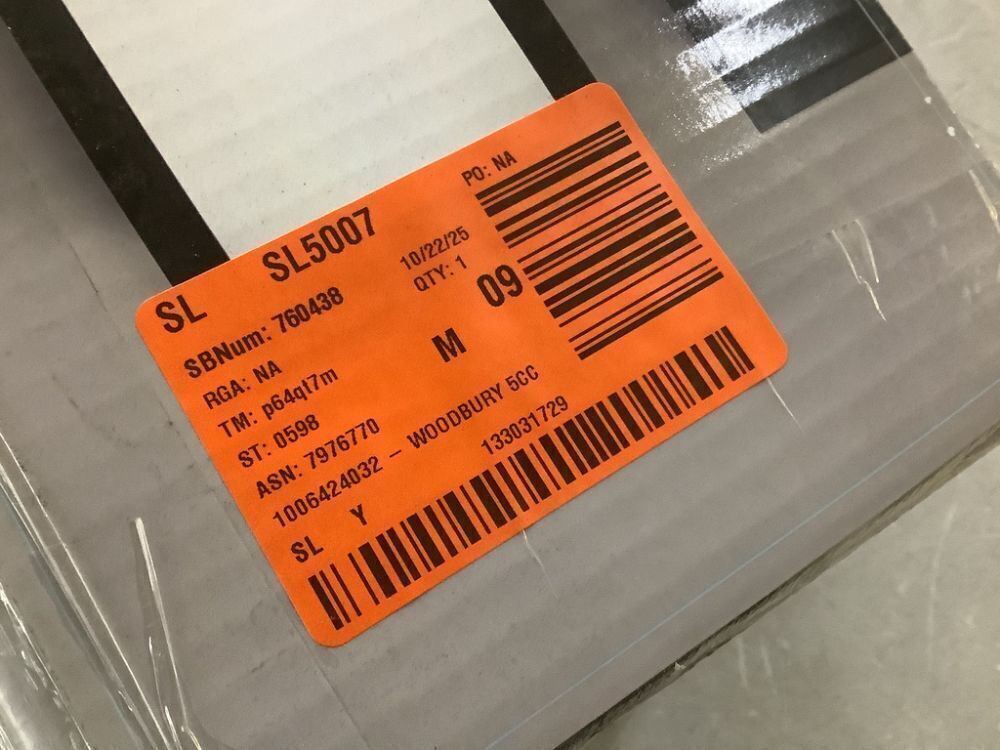 SL SL5007
PO: NA
SBNum: 760438 10/22/25
RGA: NA QTY: 1 09
TM: p64qt7m M
ST: 0598
ASN: 7976770
1006424032 – WOODBURY 5CC
133031729
SL Y